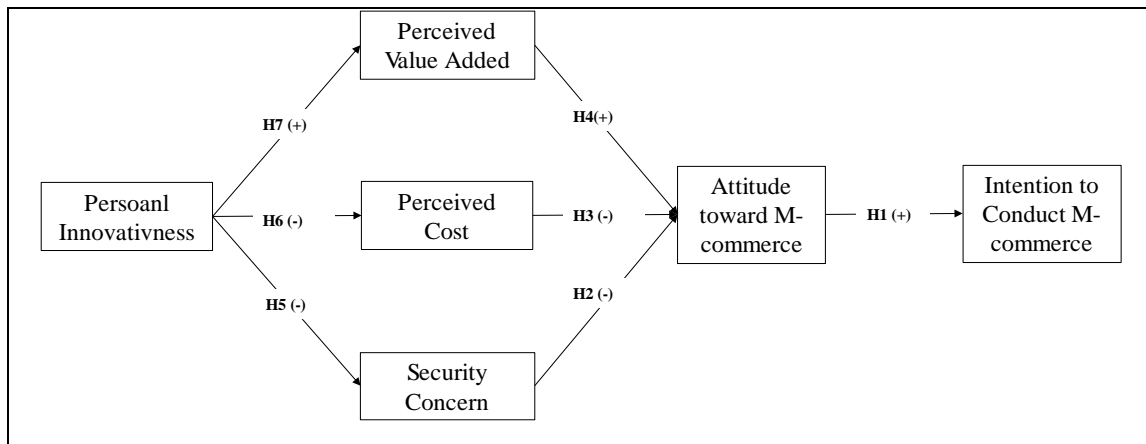 Perceived
Value Added
H7 (+)
H4(+)
Persoanl
Innovativness
H6 (-)
Perceived
Cost
H3 (-)
Attitude
toward M-
commerce
H1 (+)
Intention to
Conduct M-
commerce
H5 (-)
H2 (-)
Security
Concern